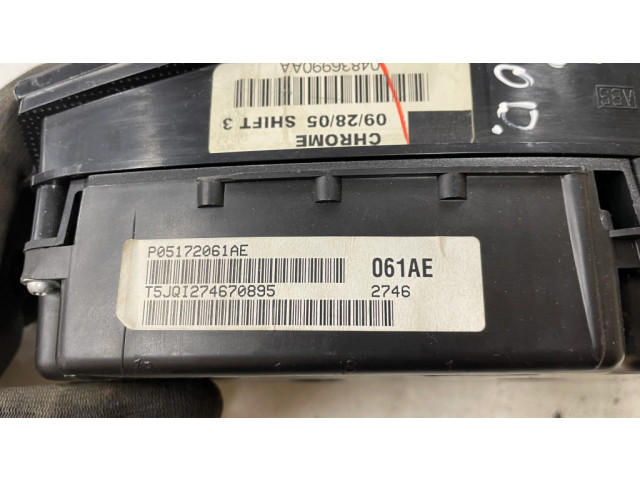 04836990AA
09/28/05 SHIFT 3
CHROME
ABS
P05172061AE
061AE
T5JQI274670895
2746